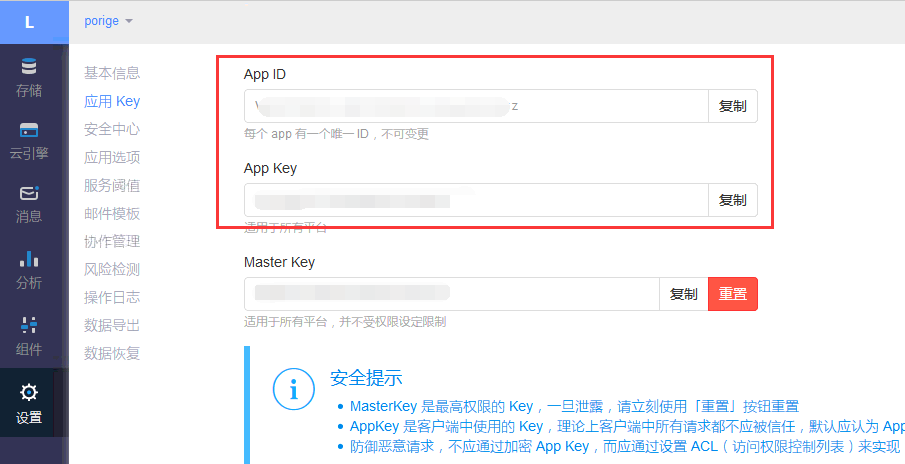 L
porige
存储
云引擎
消息
分析
组件
设置
基本信息
应用 Key
安全中心
应用选项
服务阈值
邮件模板
协作管理
风险检测
操作日志
数据导出
数据恢复
App ID
z
复制
每个 app 有一个唯一 ID，不可变更
App Key
复制
适用于所有平台
Master Key
复制
重置
适用于所有平台，并不受权限设定限制
安全提示
MasterKey 是最高权限的 Key，一旦泄露，请立刻使用「重置」按钮重置
AppKey 是客户端中使用的 Key，理论上客户端中所有请求都不应被信任，默认应认为 App
防御恶意请求，不应通过加密 App Key，而应通过设置 ACL（访问权限控制列表）来实现